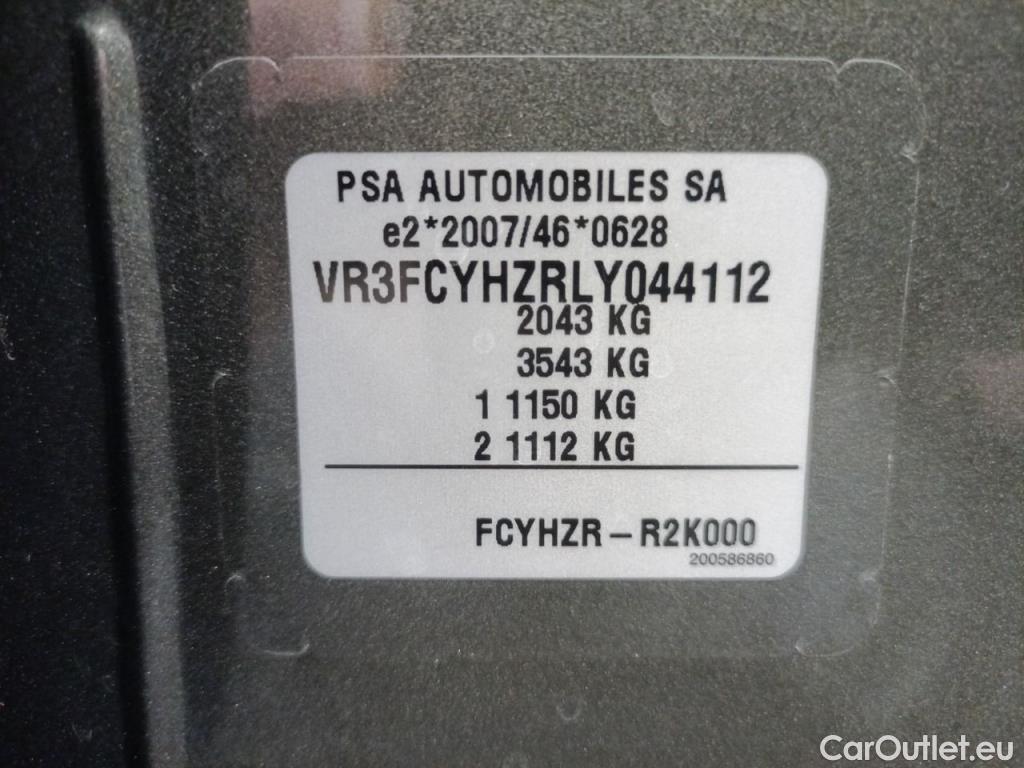 PSA AUTOMOBILES SA
e2*2007/46*0628
VR3FCYHZRLY044112
2043 KG
3543 KG
1 1150 KG
2 1112 KG
FCYHZR – R2K000
200586860
CarOutlet.eu